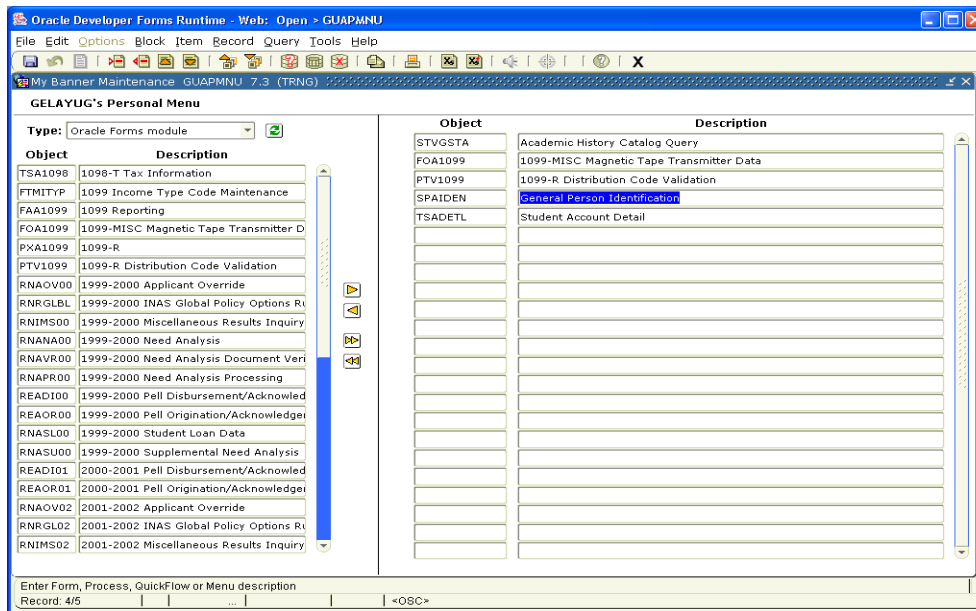 Oracle Developer Forms Runtime - Web: Open > GUAPMNU
File Edit Options Block Item Record Query Tools Help
My Banner Maintenance GUAPMNU 7.3 (TRNG)
GELAYUG's Personal Menu
Type: Oracle Forms module
Object Description
TSA1098 1098-T Tax Information
FTMITYP 1099 Income Type Code Maintenance
FAA1099 1099 Reporting
FOA1099 1099-MISC Magnetic Tape Transmitter D
PXA1099 1099-R
PTV1099 1099-R Distribution Code Validation
RNAOV00 1999-2000 Applicant Override
RNRGLBL 1999-2000 INAS Global Policy Options Ru
RNIMS00 1999-2000 Miscellaneous Results Inquiry
RNANA00 1999-2000 Need Analysis
RNAVR00 1999-2000 Need Analysis Document Veri
RNAPR00 1999-2000 Need Analysis Processing
READI00 1999-2000 Pell Disbursement/Acknowled
REAOR00 1999-2000 Pell Origination/Acknowledge
RNASL00 1999-2000 Student Loan Data
RNASU00 1999-2000 Supplemental Need Analysis
READI01 2000-2001 Pell Disbursement/Acknowled
REAOR01 2000-2001 Pell Origination/Acknowledge
RNAOV02 2001-2002 Applicant Override
RNRGL02 2001-2002 INAS Global Policy Options Ru
RNIMS02 2001-2002 Miscellaneous Results Inquiry
Object Description
STVGSTA Academic History Catalog Query
FOA1099 1099-MISC Magnetic Tape Transmitter Data
PTV1099 1099-R Distribution Code Validation
SPAIDEN General Person Identification
TSADETL Student Account Detail
Enter Form, Process, QuickFlow or Menu description
Record: 4/5 ... <OSC>